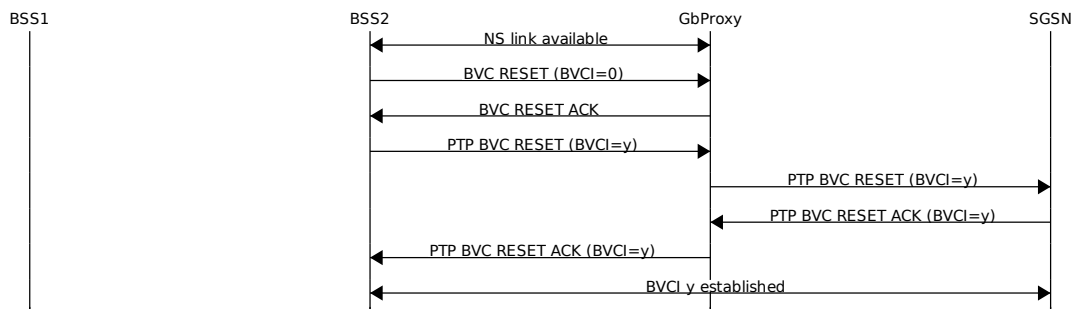 BSS1 BSS2 GbProxy SGSN
NS link available
BVC RESET (BVCI=0)
BVC RESET ACK
PTP BVC RESET (BVCI=y)
PTP BVC RESET (BVCI=y)
PTP BVC RESET ACK (BVCI=y)
PTP BVC RESET ACK (BVCI=y)
BVCI y established